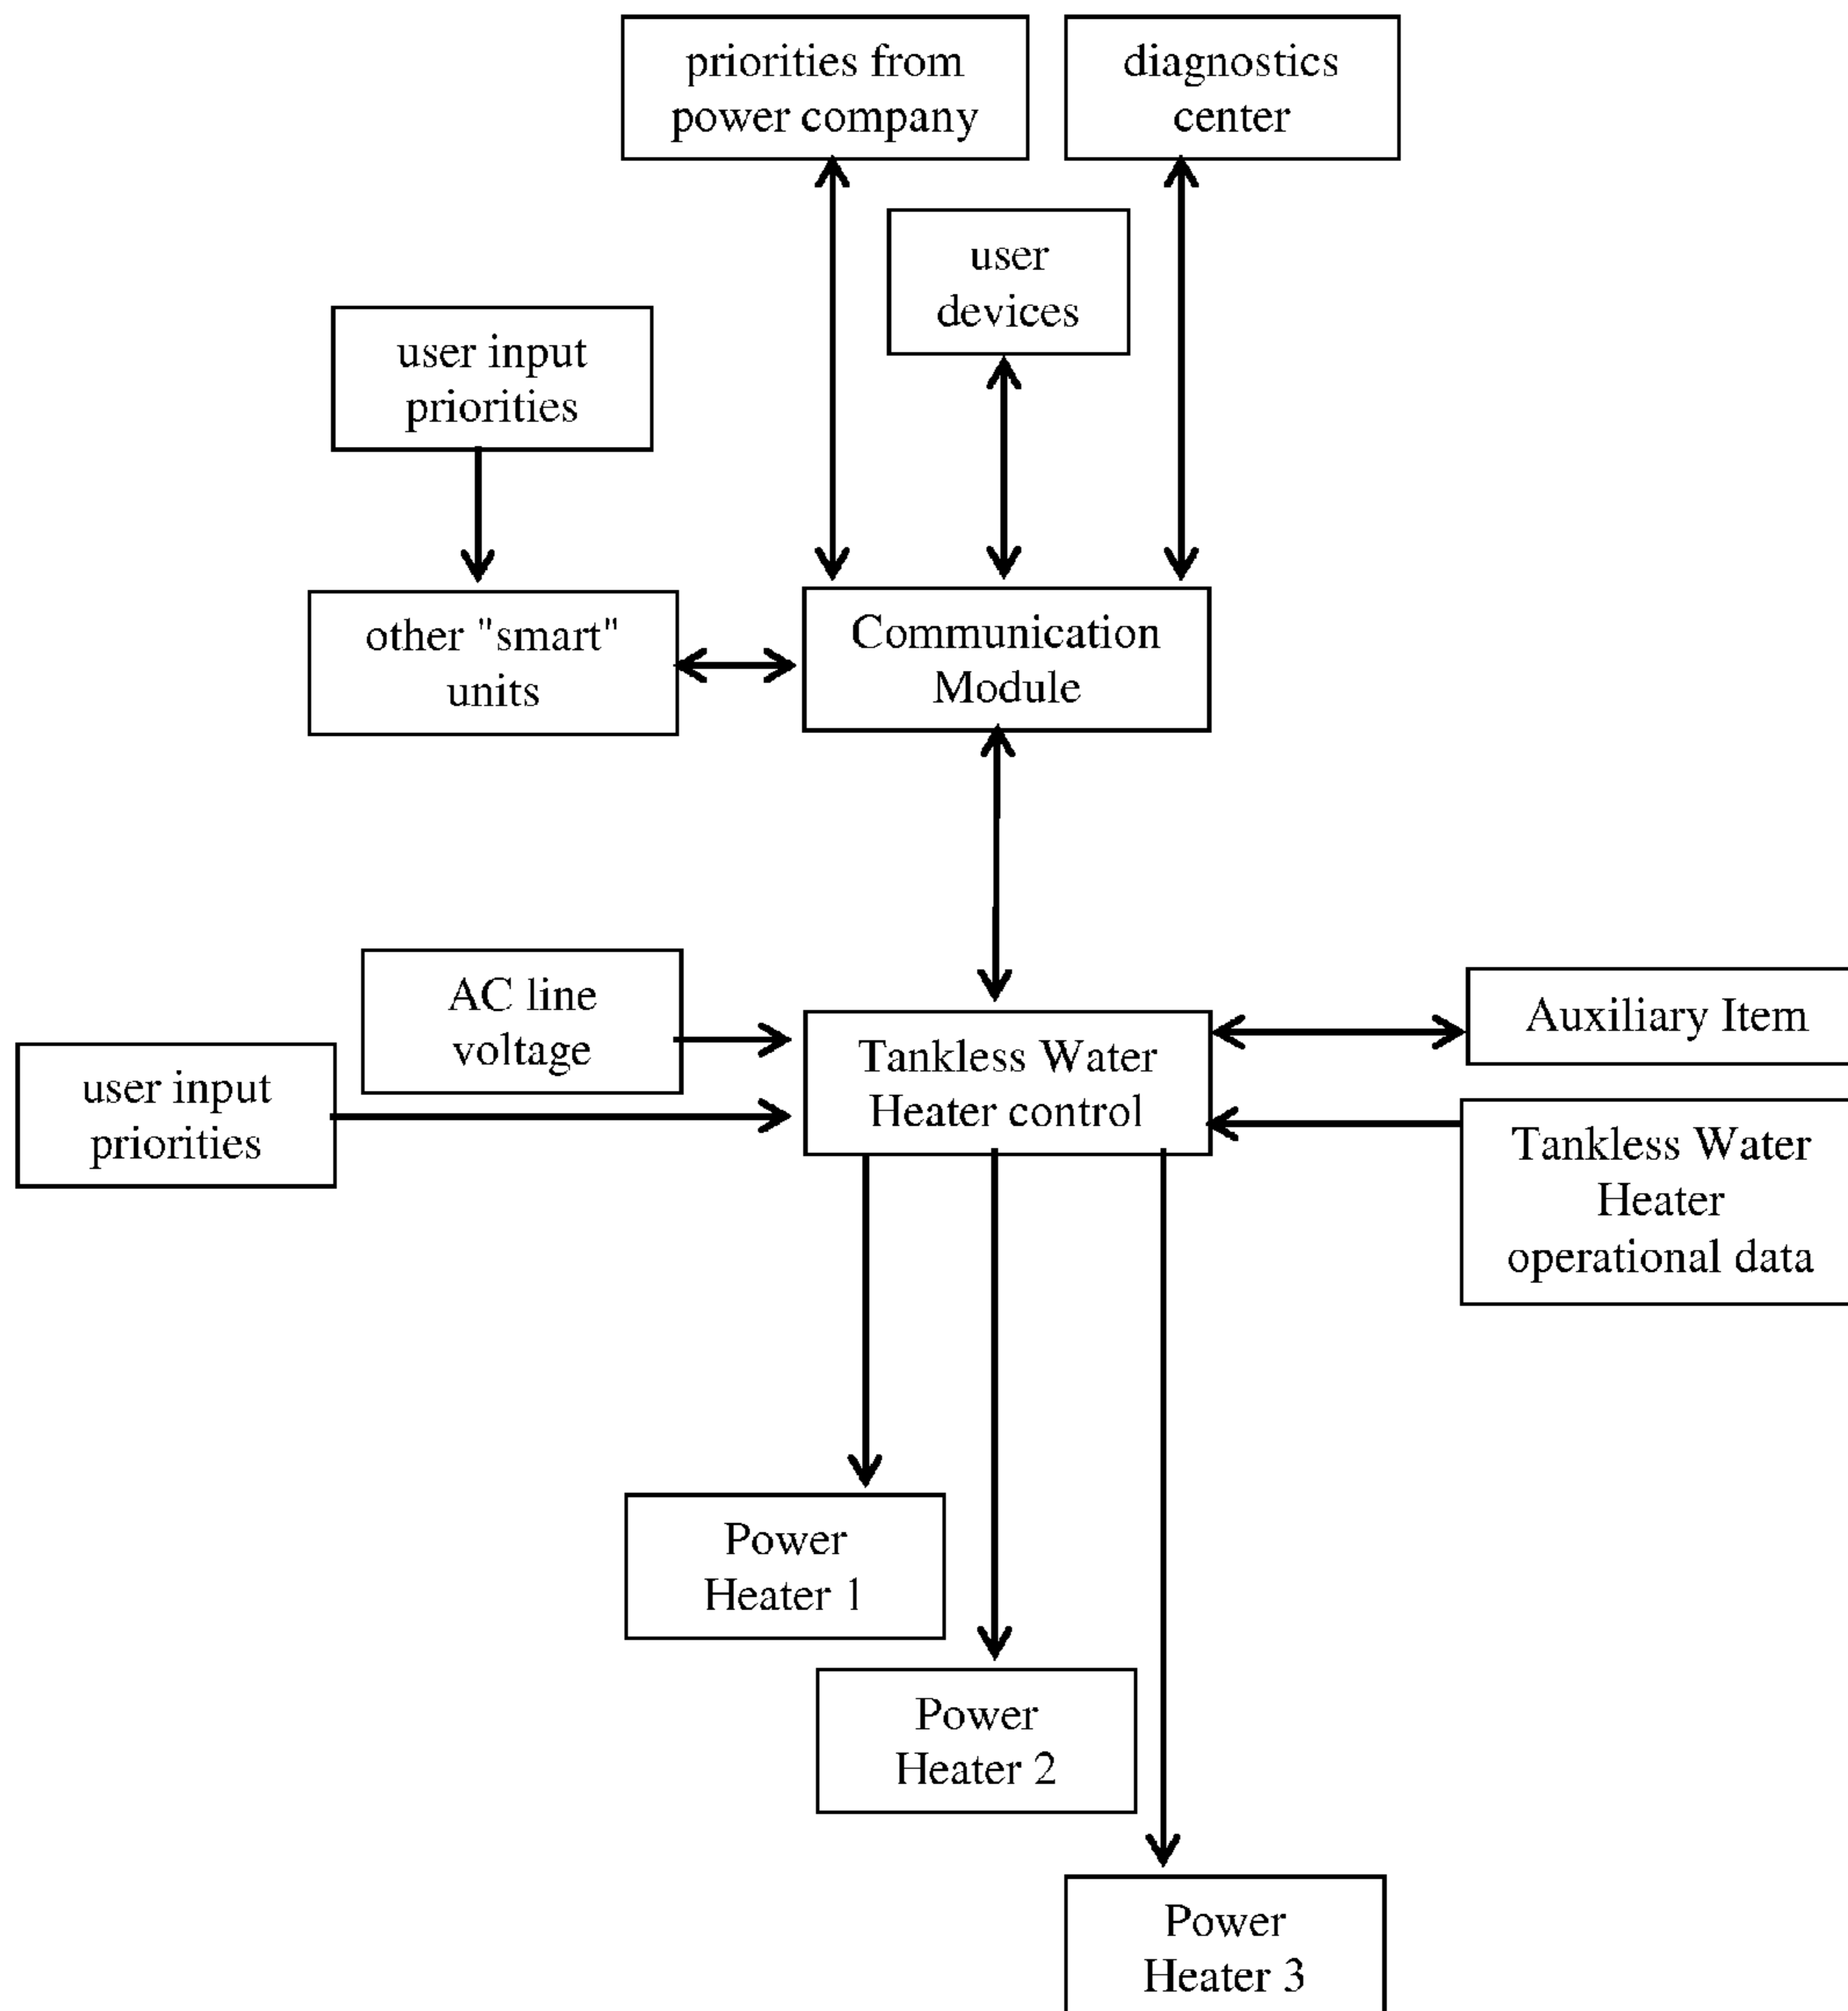 priorities from
power company
diagnostics
center
user
devices
user input
priorities
other "smart"
units
Communication
Module
AC line
voltage
user input
priorities
Tankless Water
Heater control
Auxiliary Item
Tankless Water
Heater
operational data
Power
Heater 1
Power
Heater 2
Power
Heater 3